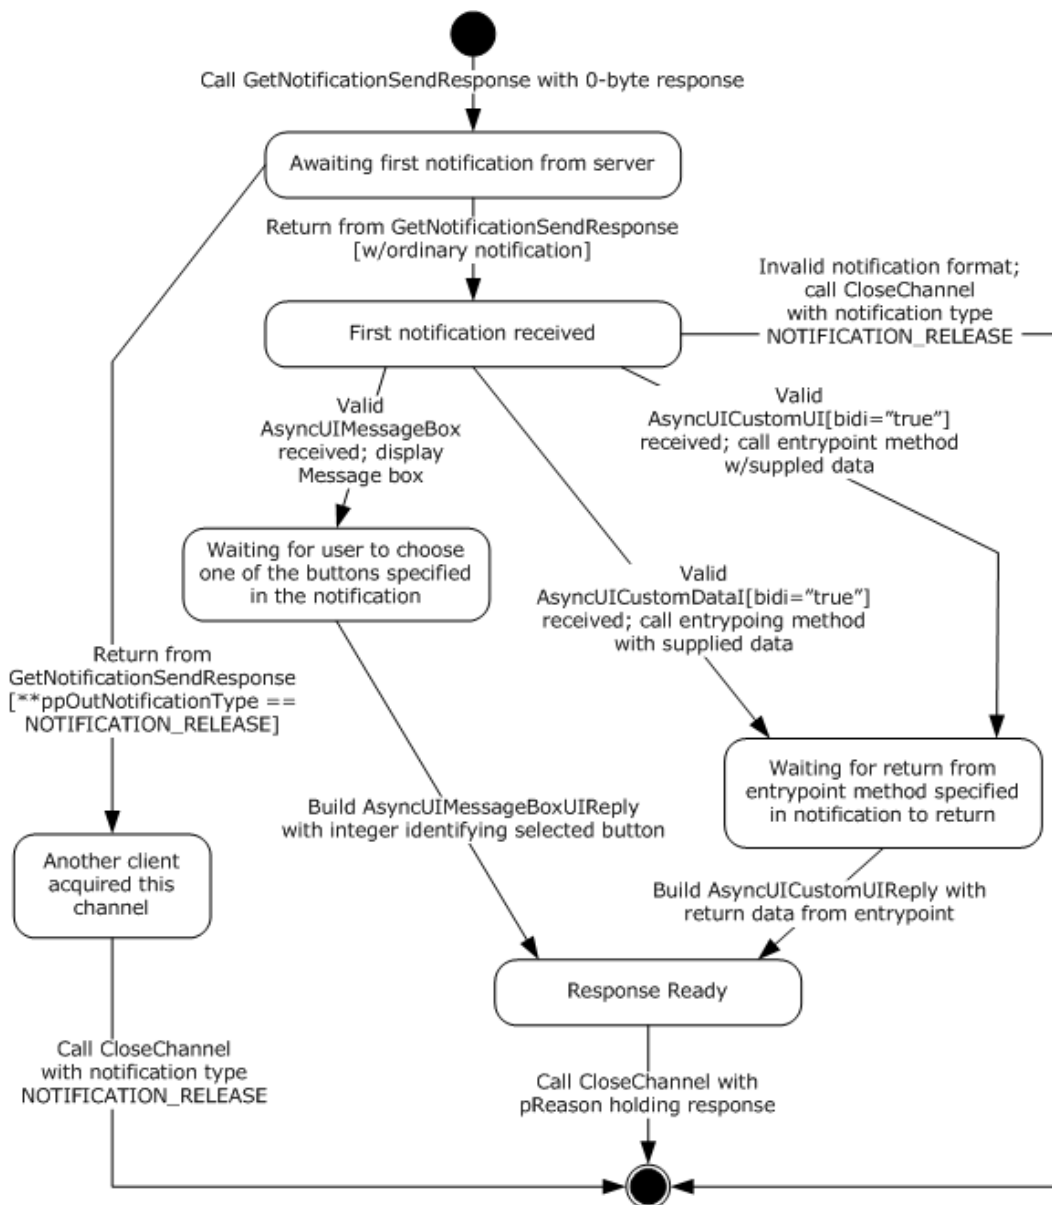 Call GetNotificationSendResponse with 0-byte response
Awaiting first notification from server
Return from GetNotificationSendResponse
[w/ordinary notification]
Invalid notification format;
call CloseChannel
with notification type
NOTIFICATION_RELEASE
First notification received
Valid
AsyncUIMessageBox
received; display
Message box
Valid
AsyncUICustomUI[bidi=”true”]
received; call entrypoint method
w/suppled data
Waiting for user to choose
one of the buttons specified
in the notification
Valid
AsyncUICustomDataI[bidi=”true”]
received; call entrypoing method
with supplied data
Return from
GetNotificationSendResponse
[**ppOutNotificationType ==
NOTIFICATION_RELEASE]
Waiting for return from
entrypoint method specified
in notification to return
Build AsyncUIMessageBoxUIReply
with integer identifying selected button
Another client
acquired this
channel
Build AsyncUICustomUIReply with
return data from entrypoint
Response Ready
Call CloseChannel
with notification type
NOTIFICATION_RELEASE
Call CloseChannel with
pReason holding response